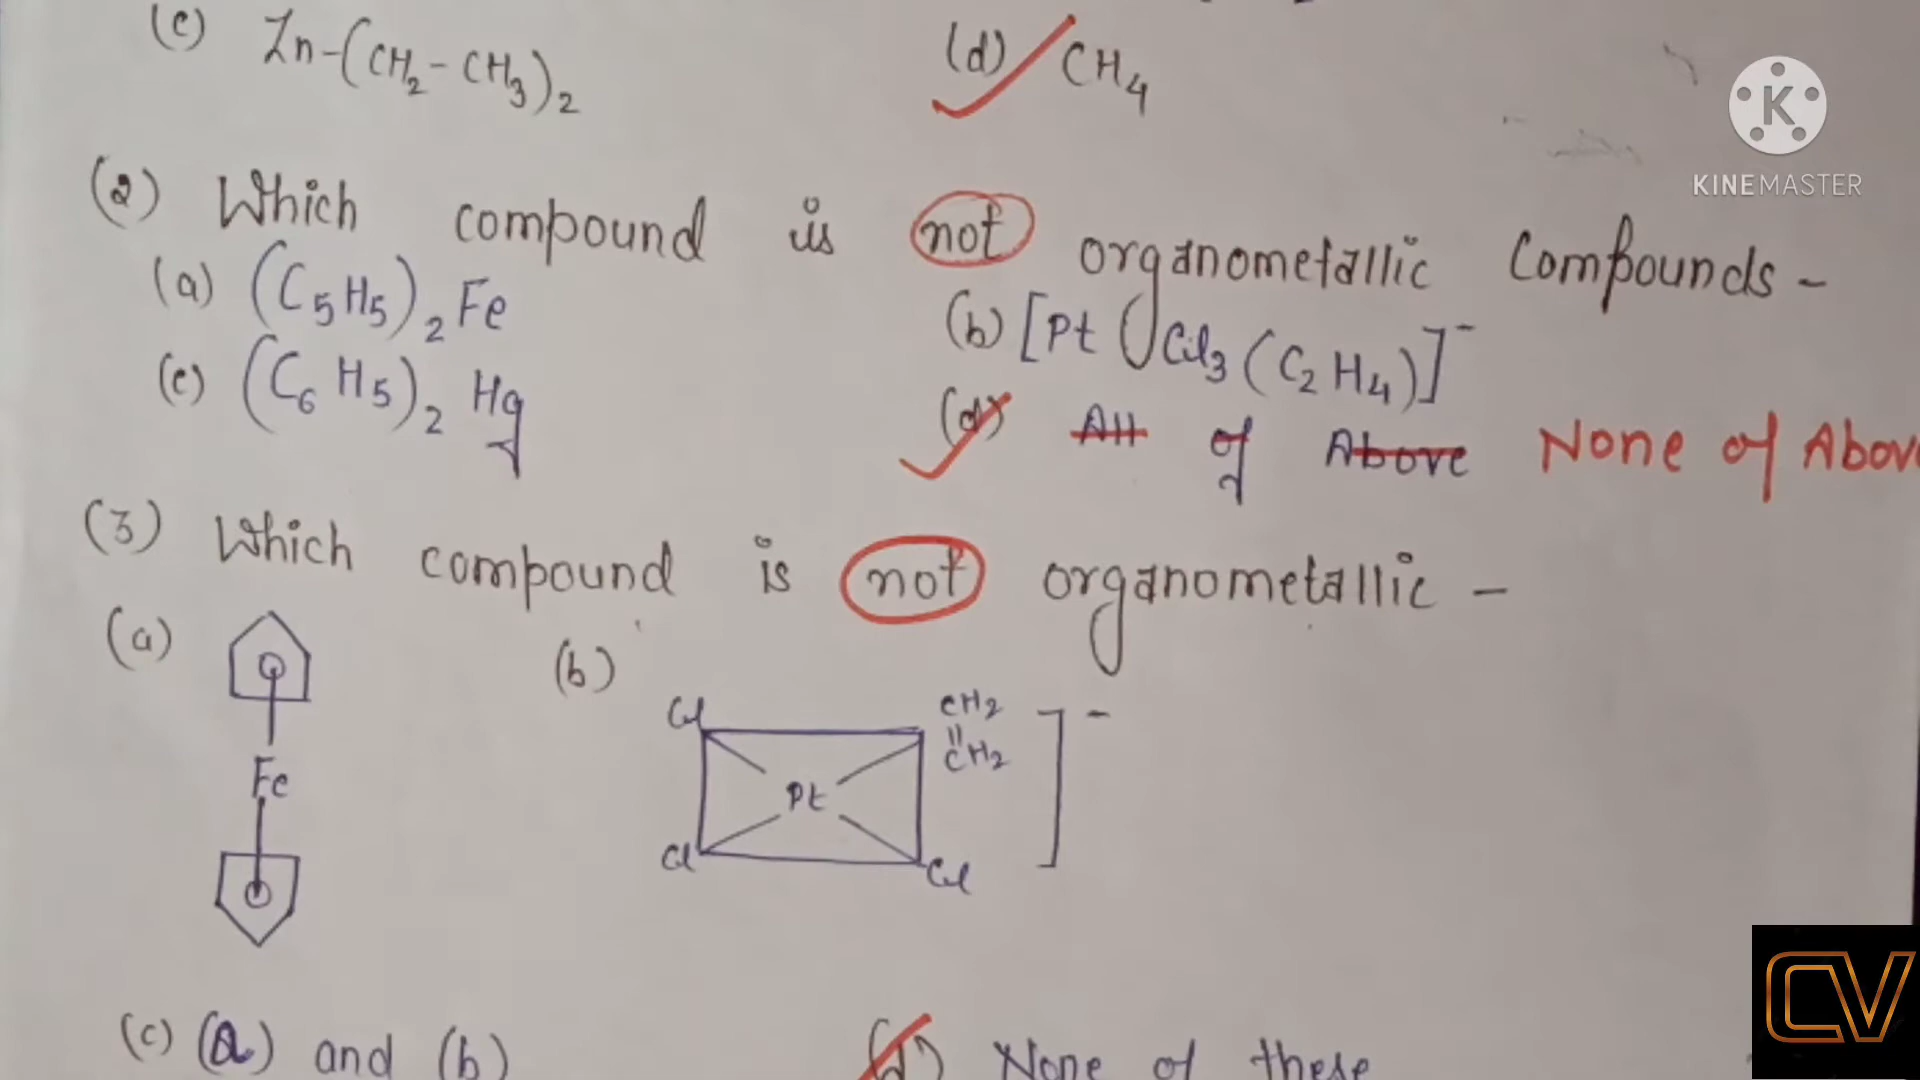 (c) Zn-(CH₂-CH₃)₂ (d) CH₄
KINEMASTER
(2) Which compound is not organometallic Compounds -
(a) (C₅H₅)₂Fe (b) [Pt Cl₃(C₂H₄)]⁻
(c) (C₆H₅)₂Hg (d) All of Above None of Above
(3) Which compound is not organometallic -
(a) (b)
Fe
Cl CH₂
=
CH₂ ]⁻
Pt
Cl Cl
(c) (a) and (b) (d) None of these
CV